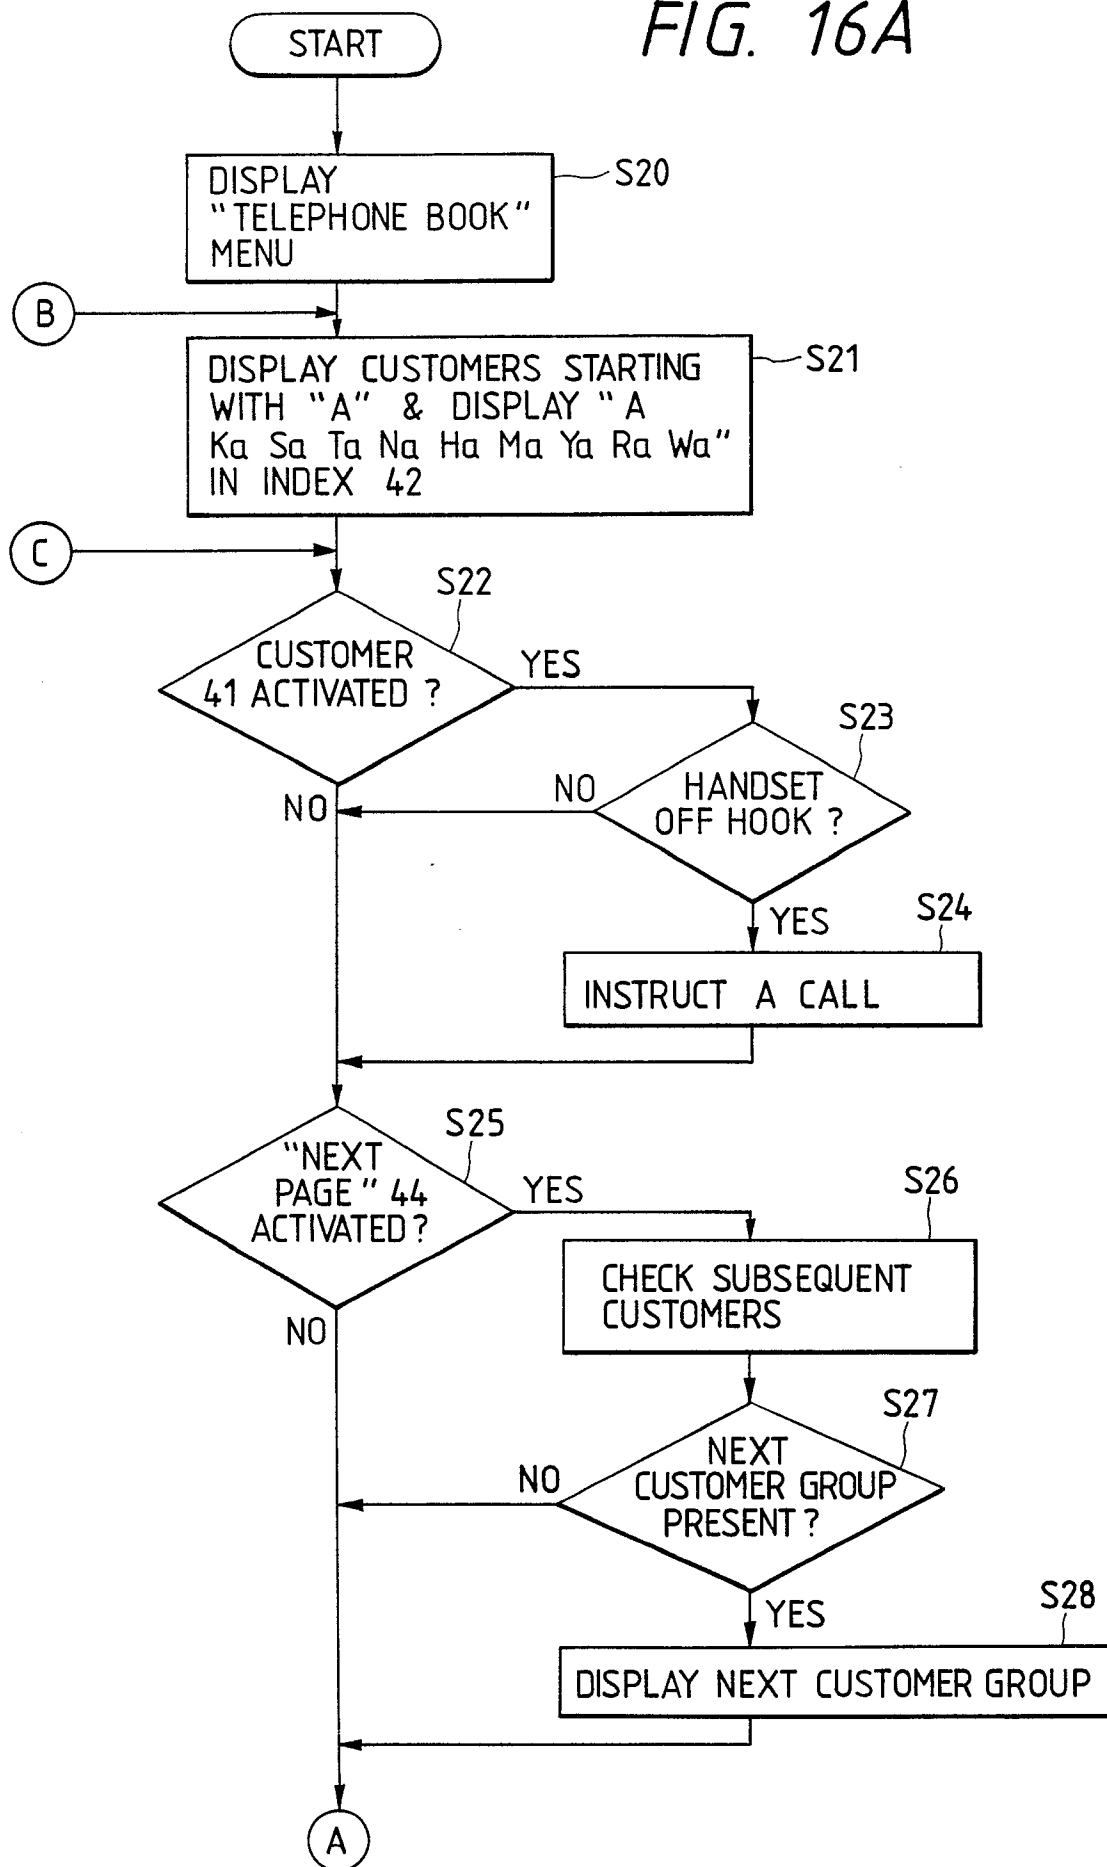 FIG. 16A
START
S20
DISPLAY
"TELEPHONE BOOK"
MENU
B
S21
DISPLAY CUSTOMERS STARTING
WITH "A" & DISPLAY "A
Ka Sa Ta Na Ha Ma Ya Ra Wa"
IN INDEX 42
C
S22
CUSTOMER
41 ACTIVATED ?
YES
NO
S23
HANDSET
OFF HOOK ?
NO
YES
S24
INSTRUCT A CALL
S25
"NEXT
PAGE" 44
ACTIVATED ?
YES
NO
S26
CHECK SUBSEQUENT
CUSTOMERS
S27
NEXT
CUSTOMER GROUP
PRESENT ?
NO
YES
S28
DISPLAY NEXT CUSTOMER GROUP
A